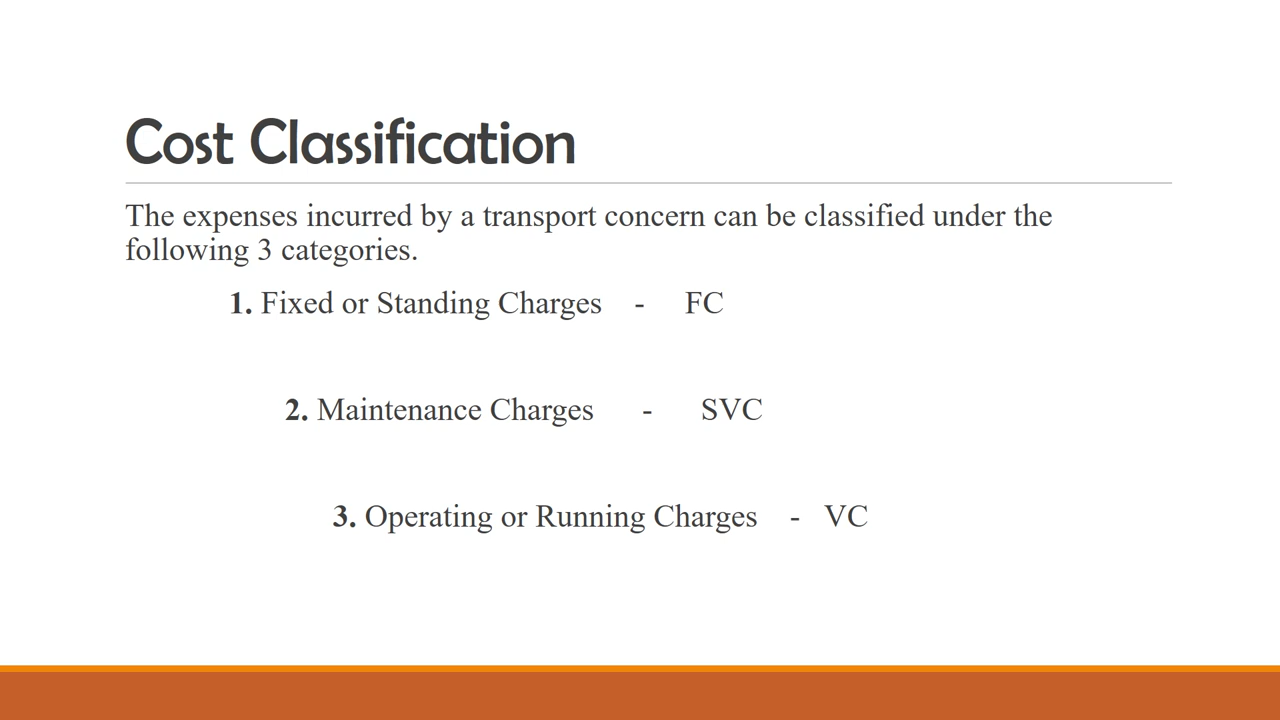 Cost Classification
The expenses incurred by a transport concern can be classified under the
following 3 categories.
1. Fixed or Standing Charges - FC
2. Maintenance Charges - SVC
3. Operating or Running Charges - VC